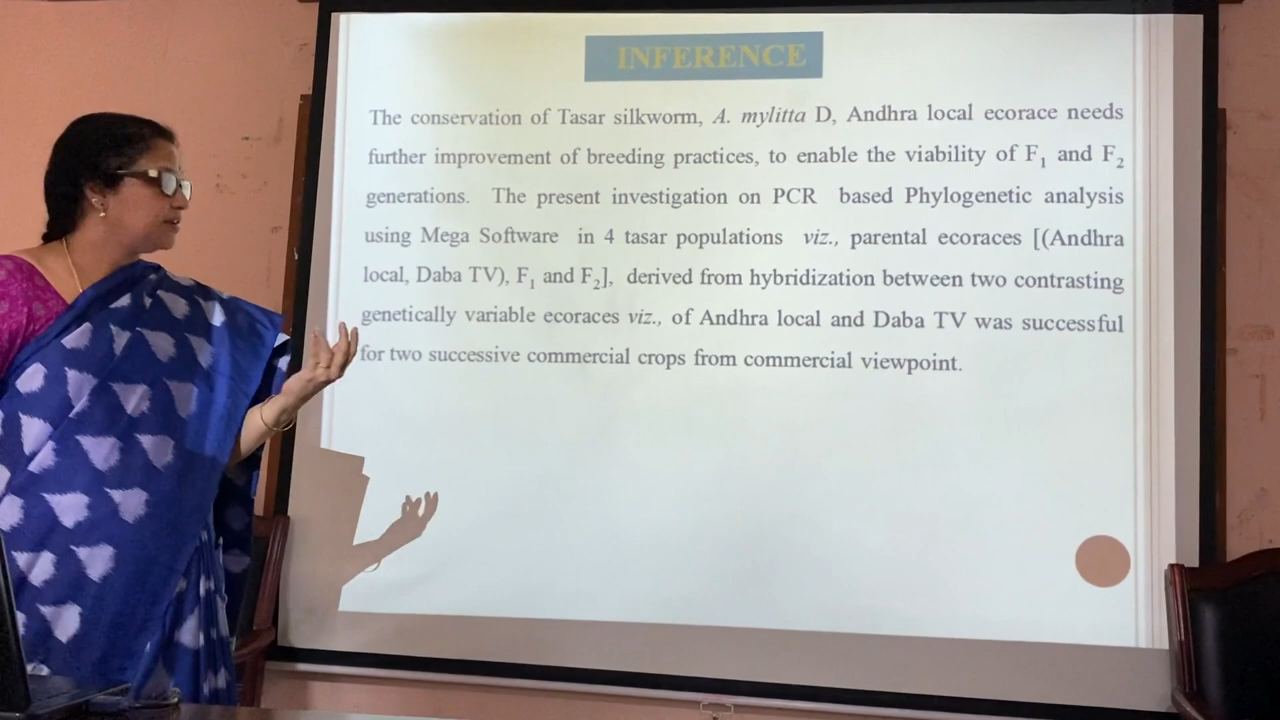 INFERENCE
The conservation of Tasar silkworm, A. mylitta D, Andhra local ecorace needs
further improvement of breeding practices, to enable the viability of F₁ and F₂
generations. The present investigation on PCR based Phylogenetic analysis
using Mega Software in 4 tasar populations viz., parental ecoraces [(Andhra
local, Daba TV), F₁ and F₂], derived from hybridization between two contrasting
genetically variable ecoraces viz., of Andhra local and Daba TV was successful
for two successive commercial crops from commercial viewpoint.